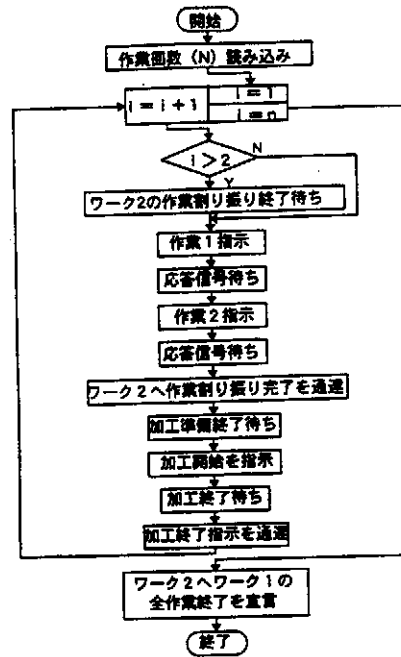 開始
作業回数（N）読み込み
i = i + 1
i = 1
i = n
i > 2
N
Y
ワーク2の作業割り振り終了待ち
作業1指示
応答信号待ち
作業2指示
応答信号待ち
ワーク2へ作業割り振り完了を通達
加工準備終了待ち
加工開始を指示
加工終了待ち
加工終了指示を通達
ワーク2へワーク1の
全作業終了を宣言
終了